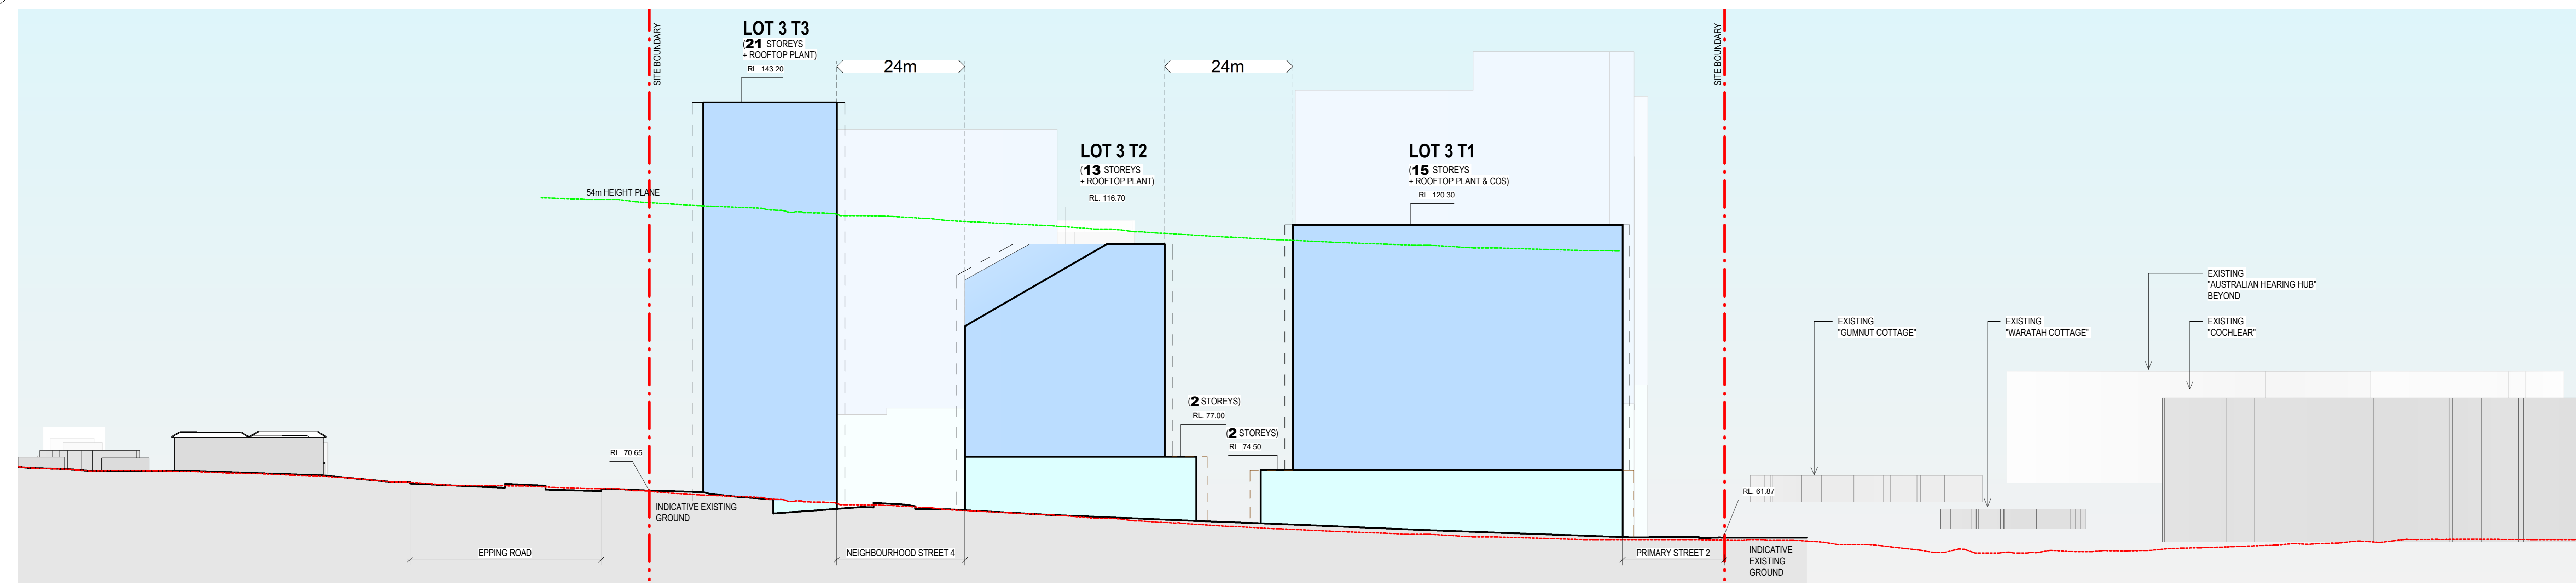 SITE BOUNDARY
LOT 3 T3
(21 STOREYS
+ ROOFTOP PLANT)
RL. 143.20
24m
24m
SITE BOUNDARY
LOT 3 T2
(13 STOREYS
+ ROOFTOP PLANT)
RL. 116.70
LOT 3 T1
(15 STOREYS
+ ROOFTOP PLANT & COS)
RL. 120.30
54m HEIGHT PLANE
EXISTING
"AUSTRALIAN HEARING HUB"
BEYOND
EXISTING
"GUMNUT COTTAGE"
EXISTING
"WARATAH COTTAGE"
EXISTING
"COCHLEAR"
(2 STOREYS)
RL. 77.00
(2 STOREYS)
RL. 74.50
RL. 70.65
RL. 61.87
INDICATIVE EXISTING
GROUND
EPPING ROAD
NEIGHBOURHOOD STREET 4
PRIMARY STREET 2
INDICATIVE
EXISTING
GROUND